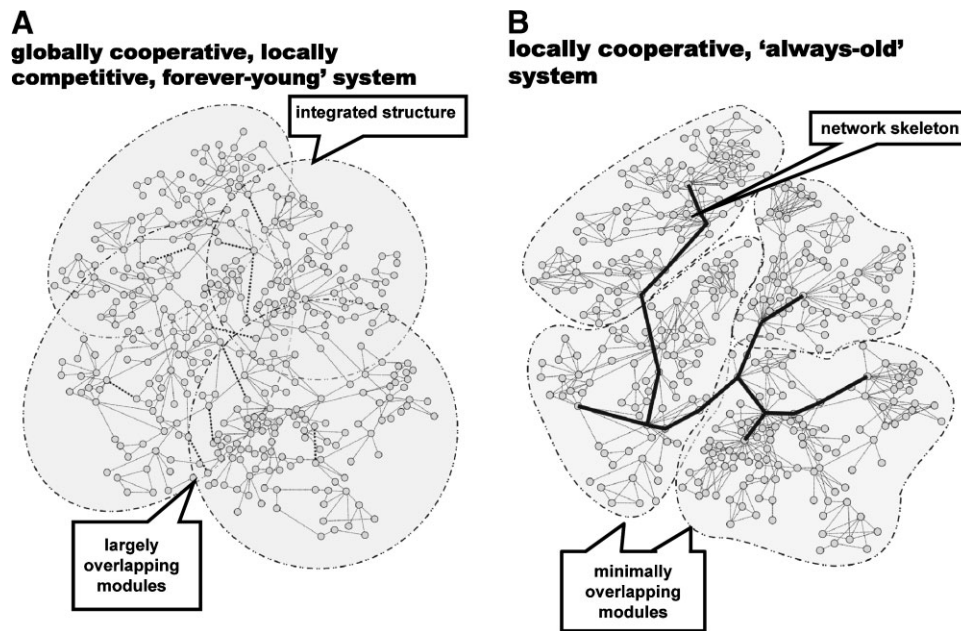 A
globally cooperative, locally
competitive, forever-young’ system
integrated structure
largely
overlapping
modules
B
locally cooperative, ‘always-old’
system
network skeleton
minimally
overlapping
modules